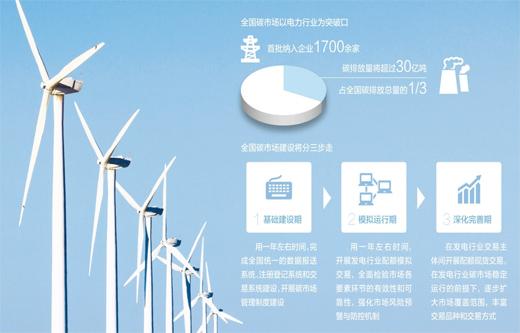 全国碳市场以电力行业为突破口
首批纳入企业1700余家
碳排放量将超过30亿吨
占全国碳排放总量的1/3
全国碳市场建设将分三步走
1 基础建设期
用一年左右时间,完
成全国统一的数据报送
系统、注册登记系统和交
易系统建设,开展碳市场
管理制度建设
2 模拟运行期
用一年左右时间,
开展发电行业配额模拟
交易,全面检验市场各
要素环节的有效性和可
靠性,强化市场风险预
警与防控机制
3 深化完善期
在发电行业交易主
体间开展配额现货交易,
在发电行业碳市场稳定
运行的前提下,逐步扩
大市场覆盖范围,丰富
交易品种和交易方式